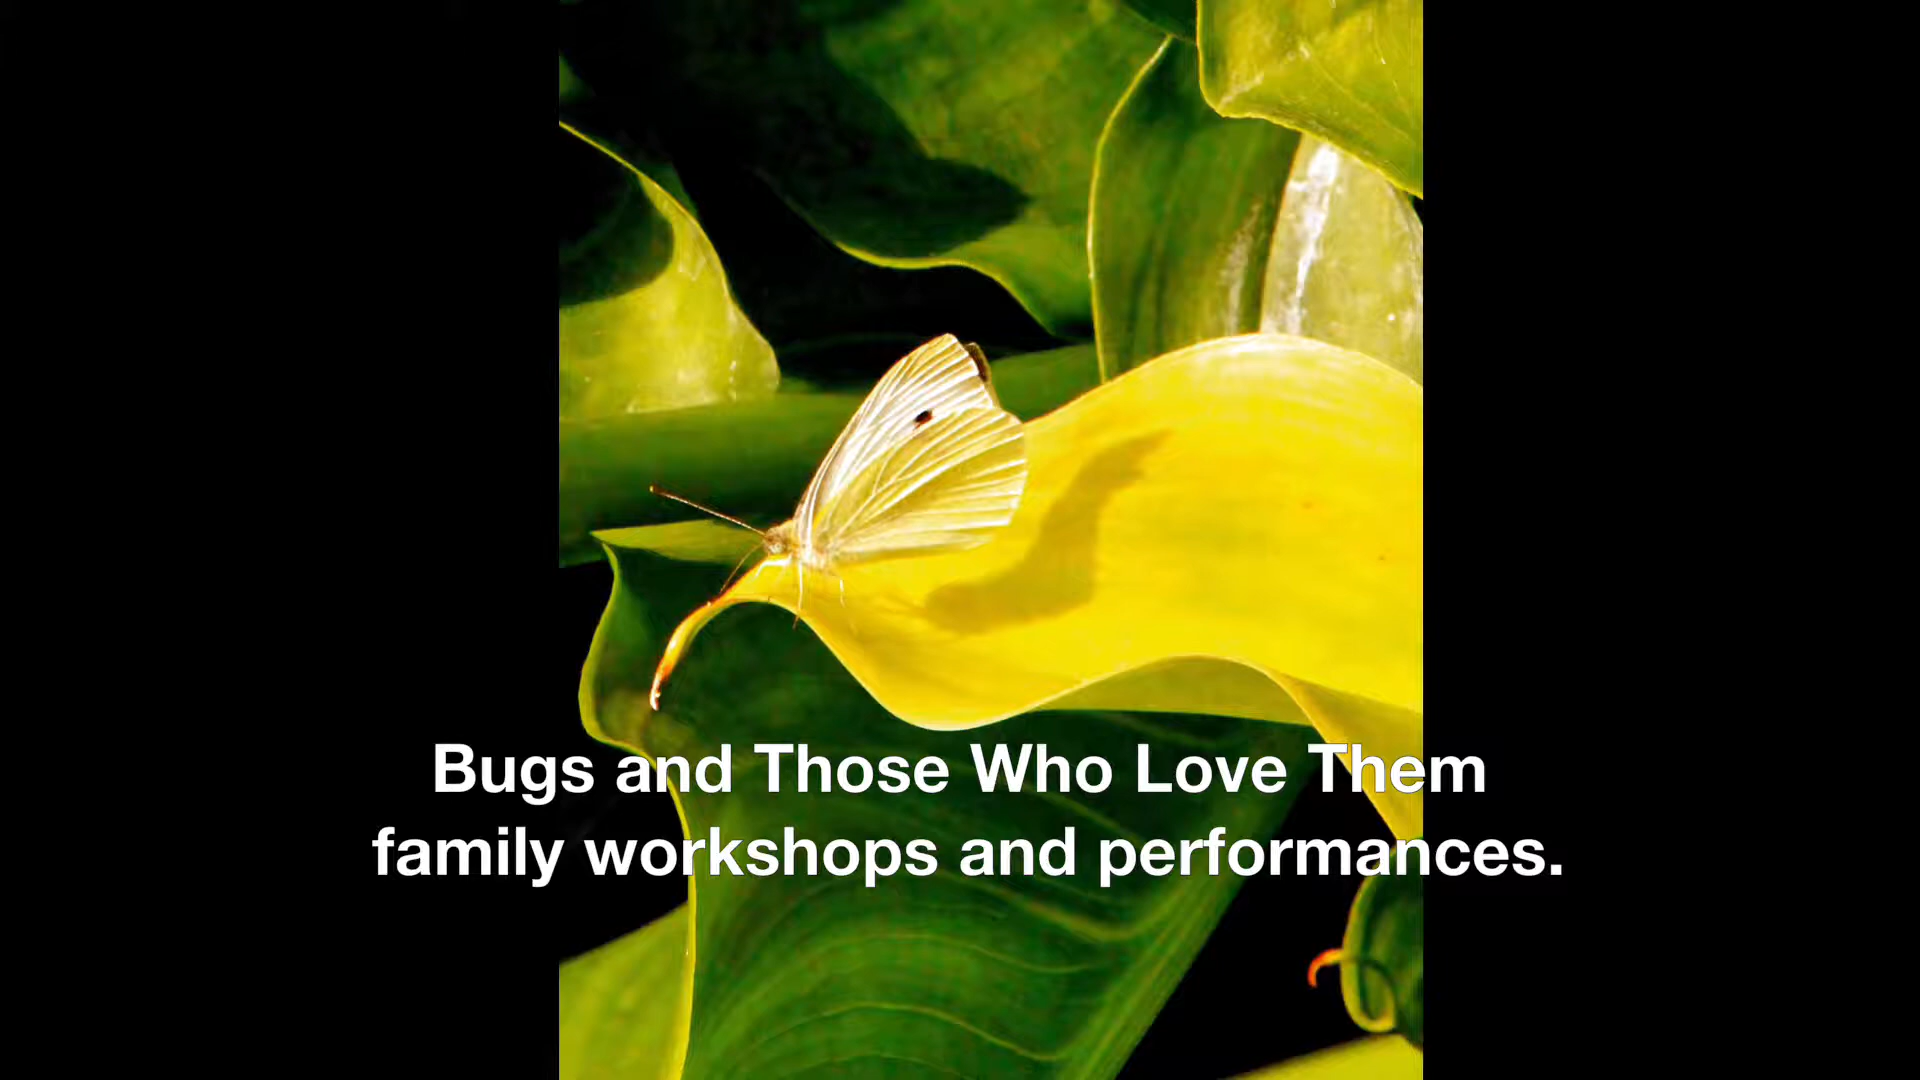 Bugs and Those Who Love Them
family workshops and performances.